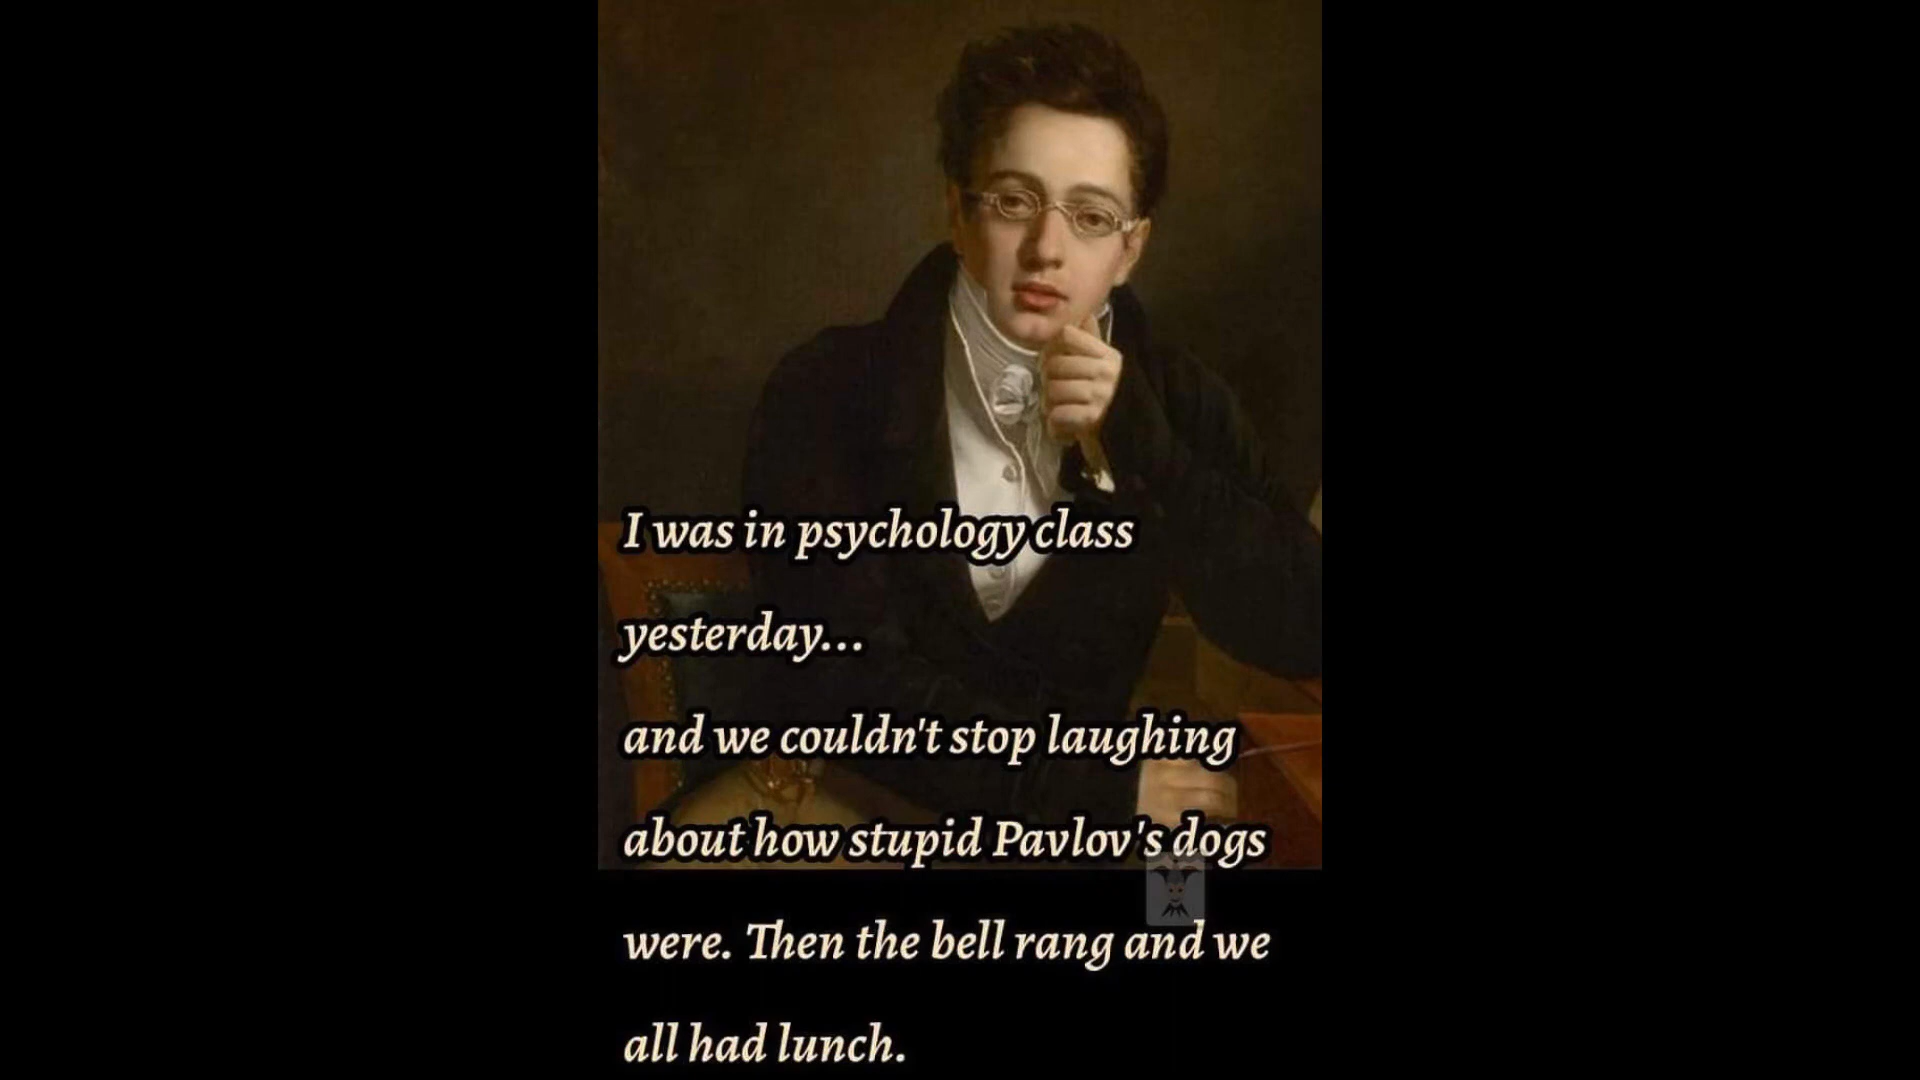 I was in psychology class
yesterday...
and we couldn't stop laughing
about how stupid Pavlov's dogs
were. Then the bell rang and we
all had lunch.